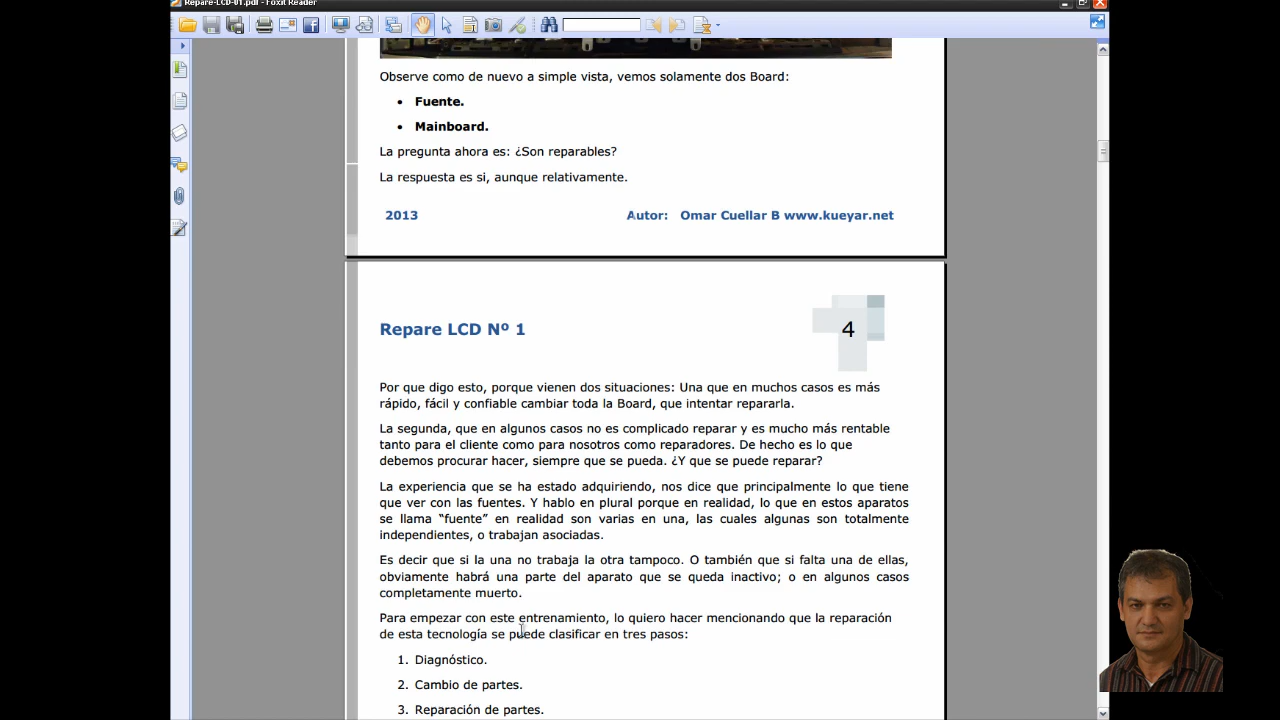 Repare-LCD-01.pdf - Foxit Reader
Observe como de nuevo a simple vista, vemos solamente dos Board:
• Fuente.
• Mainboard.
La pregunta ahora es: ¿Son reparables?
La respuesta es si, aunque relativamente.
2013 Autor: Omar Cuellar B www.kueyar.net
Repare LCD Nº 1
4
Por que digo esto, porque vienen dos situaciones: Una que en muchos casos es más
rápido, fácil y confiable cambiar toda la Board, que intentar repararla.
La segunda, que en algunos casos no es complicado reparar y es mucho más rentable
tanto para el cliente como para nosotros como reparadores. De hecho es lo que
debemos procurar hacer, siempre que se pueda. ¿Y que se puede reparar?
La experiencia que se ha estado adquiriendo, nos dice que principalmente lo que tiene
que ver con las fuentes. Y hablo en plural porque en realidad, lo que en estos aparatos
se llama “fuente” en realidad son varias en una, las cuales algunas son totalmente
independientes, o trabajan asociadas.
Es decir que si la una no trabaja la otra tampoco. O también que si falta una de ellas,
obviamente habrá una parte del aparato que se queda inactivo; o en algunos casos
completamente muerto.
Para empezar con este entrenamiento, lo quiero hacer mencionando que la reparación
de esta tecnología se puede clasificar en tres pasos:
1. Diagnóstico.
2. Cambio de partes.
3. Reparación de partes.